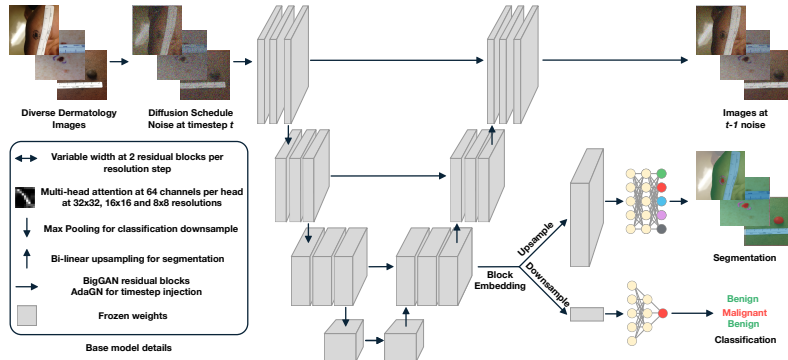 Diverse Dermatology
Images
Diffusion Schedule
Noise at timestep t
Images at
t-1 noise
Variable width at 2 residual blocks per
resolution step
Multi-head attention at 64 channels per head
at 32x32, 16x16 and 8x8 resolutions
Max Pooling for classification downsample
Bi-linear upsampling for segmentation
BigGAN residual blocks
AdaGN for timestep injection
Frozen weights
Base model details
Block
Embedding
Upsample
Downsample
Segmentation
Benign
Malignant
Benign
Classification